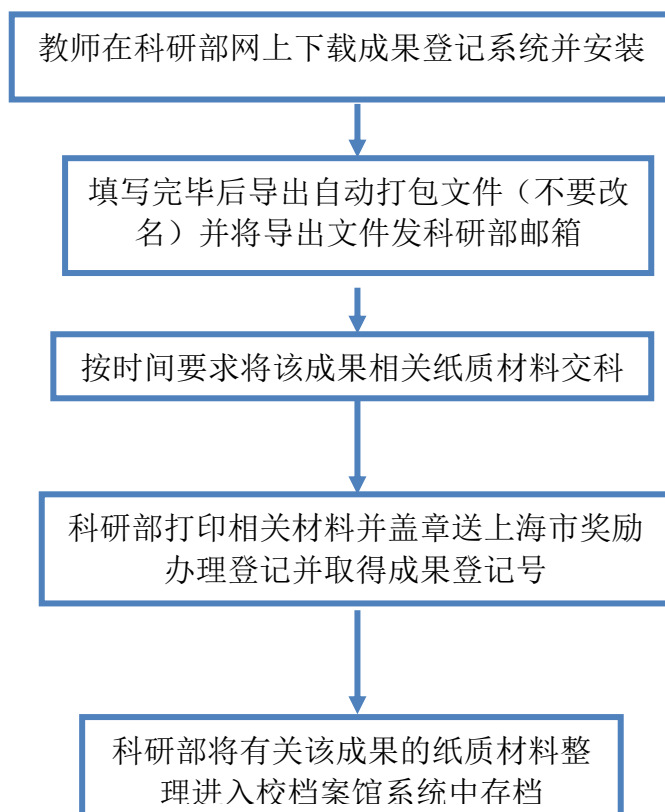 教师在科研部网上下载成果登记系统并安装
填写完毕后导出自动打包文件（不要改
名）并将导出文件发科研部邮箱
按时间要求将该成果相关纸质材料交科
科研部打印相关材料并盖章送上海市奖励
办理登记并取得成果登记号
科研部将有关该成果的纸质材料整
理进入校档案馆系统中存档